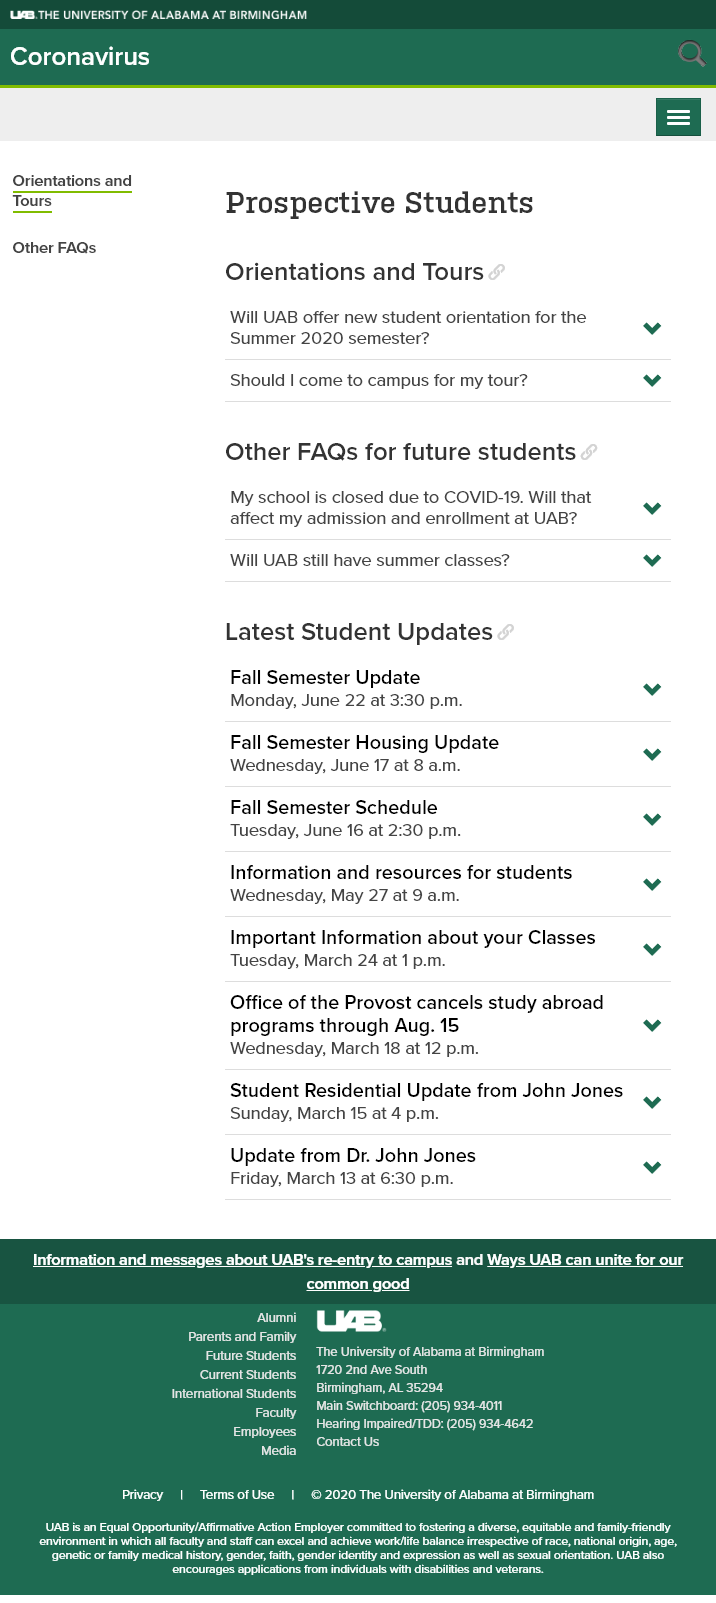 UAB THE UNIVERSITY OF ALABAMA AT BIRMINGHAM
Coronavirus
Orientations and
Tours
Other FAQs
Prospective Students
Orientations and Tours
Will UAB offer new student orientation for the
Summer 2020 semester?
Should I come to campus for my tour?
Other FAQs for future students
My school is closed due to COVID-19. Will that
affect my admission and enrollment at UAB?
Will UAB still have summer classes?
Latest Student Updates
Fall Semester Update
Monday, June 22 at 3:30 p.m.
Fall Semester Housing Update
Wednesday, June 17 at 8 a.m.
Fall Semester Schedule
Tuesday, June 16 at 2:30 p.m.
Information and resources for students
Wednesday, May 27 at 9 a.m.
Important Information about your Classes
Tuesday, March 24 at 1 p.m.
Office of the Provost cancels study abroad
programs through Aug. 15
Wednesday, March 18 at 12 p.m.
Student Residential Update from John Jones
Sunday, March 15 at 4 p.m.
Update from Dr. John Jones
Friday, March 13 at 6:30 p.m.
Information and messages about UAB's re-entry to campus and Ways UAB can unite for our
common good
Alumni
Parents and Family
Future Students
Current Students
International Students
Faculty
Employees
Media
UAB
The University of Alabama at Birmingham
1720 2nd Ave South
Birmingham, AL 35294
Main Switchboard: (205) 934-4011
Hearing Impaired/TDD: (205) 934-4642
Contact Us
Privacy | Terms of Use | © 2020 The University of Alabama at Birmingham
UAB is an Equal Opportunity/Affirmative Action Employer committed to fostering a diverse, equitable and family-friendly
environment in which all faculty and staff can excel and achieve work/life balance irrespective of race, national origin, age,
genetic or family medical history, gender, faith, gender identity and expression as well as sexual orientation. UAB also
encourages applications from individuals with disabilities and veterans.